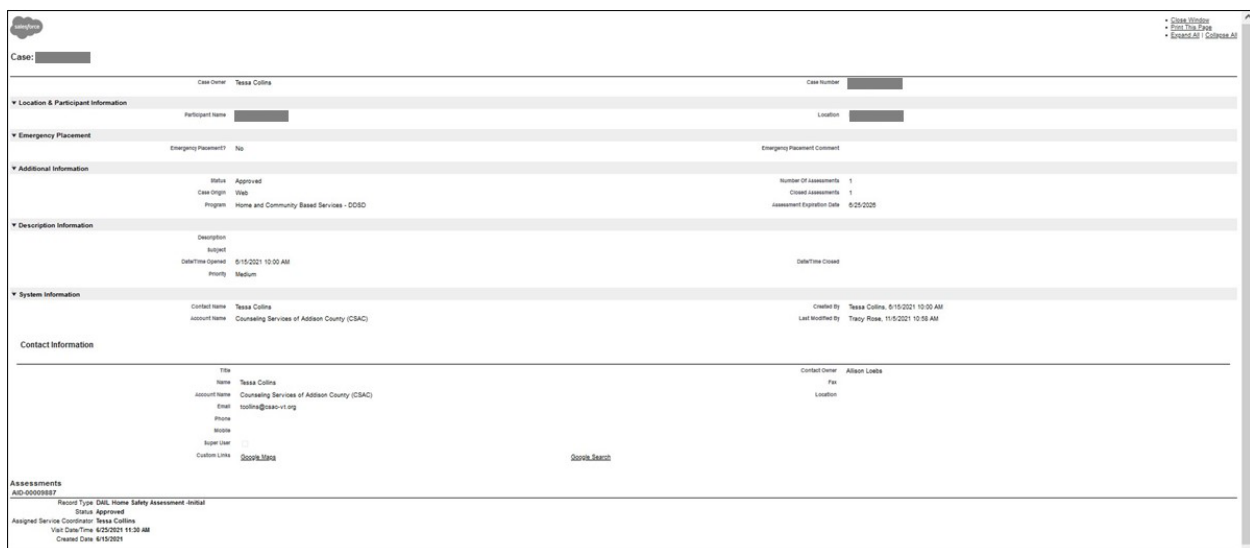 salesforce
Close Window
Print This Page
Expand All | Collapse All
Case:
Case Owner Tessa Collins Case Number
Location & Participant Information
Participant Name Location
Emergency Placement
Emergency Placement? No Emergency Placement Comment
Additional Information
Status Approved Number Of Assessments 1
Case Origin Web Closed Assessments 1
Program Home and Community Based Services - DDSD Assessment Expiration Date 6/25/2026
Description Information
Description
Subject
Date/Time Opened 6/15/2021 10:00 AM Date/Time Closed
Priority Medium
System Information
Contact Name Tessa Collins Created By Tessa Collins, 6/15/2021 10:00 AM
Account Name Counseling Services of Addison County (CSAC) Last Modified By Tracy Rose, 11/5/2021 10:58 AM
Contact Information
Title Contact Owner Allison Loebs
Name Tessa Collins Fax
Account Name Counseling Services of Addison County (CSAC) Location
Email tcollins@csac-vt.org
Phone
Mobile
Super User
Custom Links Google Maps Google Search
Assessments
AID-00009887
Record Type DAIL Home Safety Assessment -Initial
Status Approved
Assigned Service Coordinator Tessa Collins
Visit Date/Time 6/25/2021 11:30 AM
Created Date 6/15/2021